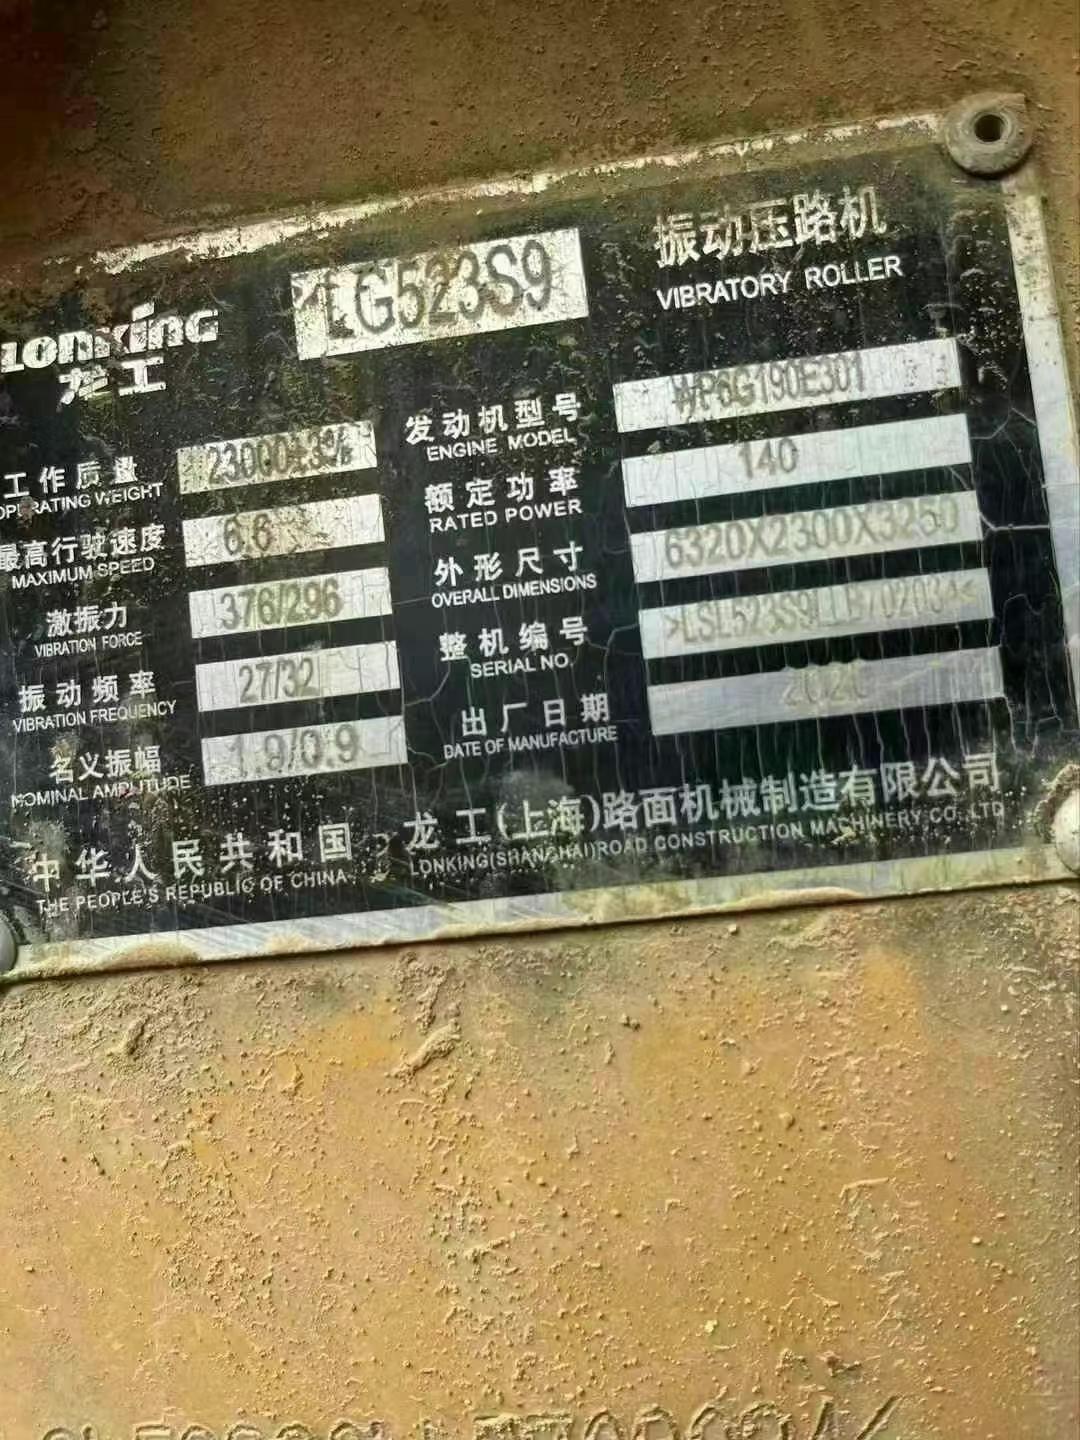 LONKING
龙工
LG523S9
振动压路机
VIBRATORY ROLLER
工作质量 23000±3%
OPERATING WEIGHT
最高行驶速度 6.6
MAXIMUM SPEED
激振力 376/296
VIBRATION FORCE
振动频率 27/32
VIBRATION FREQUENCY
名义振幅 1.9/0.9
NOMINAL AMPLITUDE
发动机型号 WP6G190E301
ENGINE MODEL
额定功率 140
RATED POWER
外形尺寸 6320X2300X3250
OVERALL DIMENSIONS
整机编号
SERIAL NO.
出厂日期 2020
DATE OF MANUFACTURE
中华人民共和国
THE PEOPLE'S REPUBLIC OF CHINA
龙工(上海)路面机械制造有限公司
LONKING(SHANGHAI)ROAD CONSTRUCTION MACHINERY CO.,LTD